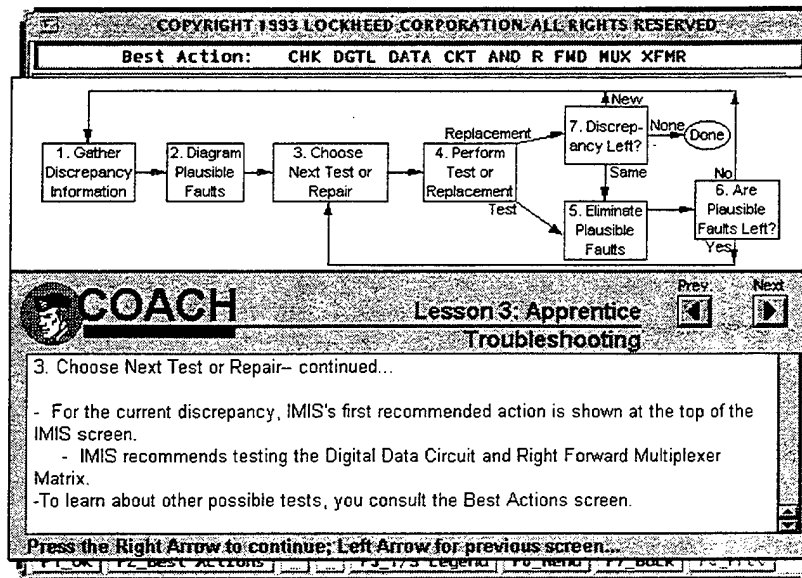 COPYRIGHT 1993 LOCKHEED CORPORATION. ALL RIGHTS RESERVED
Best Action: CHK DGTL DATA CKT AND R FWD MUX XFMR
1. Gather
Discrepancy
Information
2. Diagram
Plausible
Faults
3. Choose
Next Test or
Repair
4. Perform
Test or
Replacement
Replacement
Test
New
7. Discrep-
ancy Left?
None
Done
Same
5. Eliminate
Plausible
Faults
No
6. Are
Plausible
Faults Left?
Yes
COACH
Lesson 3: Apprentice
Troubleshooting
Prev
Next
3. Choose Next Test or Repair– continued...
- For the current discrepancy, IMIS's first recommended action is shown at the top of the
IMIS screen.
- IMIS recommends testing the Digital Data Circuit and Right Forward Multiplexer
Matrix.
-To learn about other possible tests, you consult the Best Actions screen.
Press the Right Arrow to continue; Left Arrow for previous screen...
F1_OK F2_Best Actions Legend Menu F7_Back